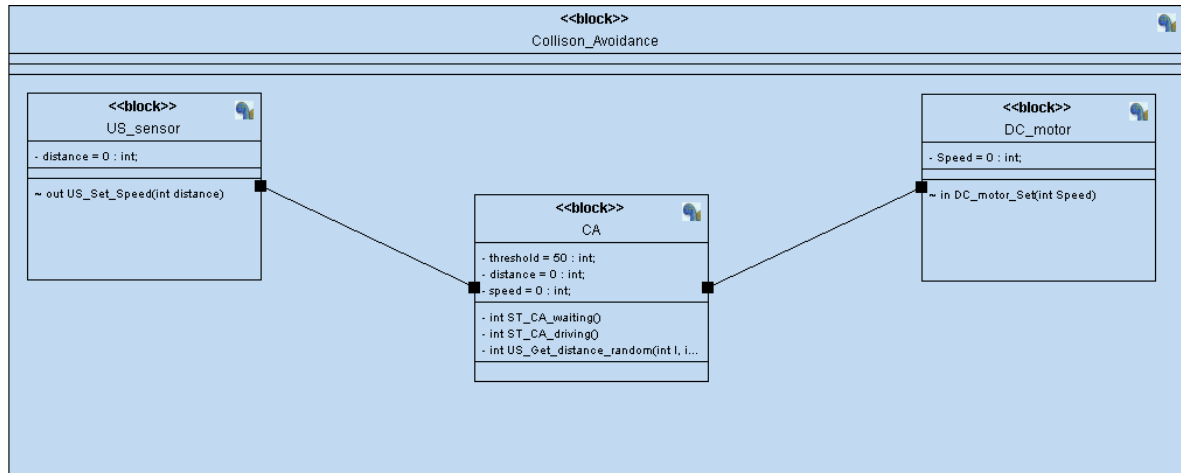 <<block>>
Collison_Avoidance
<<block>>
US_sensor
- distance = 0 : int;
~ out US_Set_Speed(int distance)
<<block>>
CA
- threshold = 50 : int;
- distance = 0 : int;
- speed = 0 : int;
- int ST_CA_waiting()
- int ST_CA_driving()
- int US_Get_distance_random(int l, i...
<<block>>
DC_motor
- Speed = 0 : int;
~ in DC_motor_Set(int Speed)